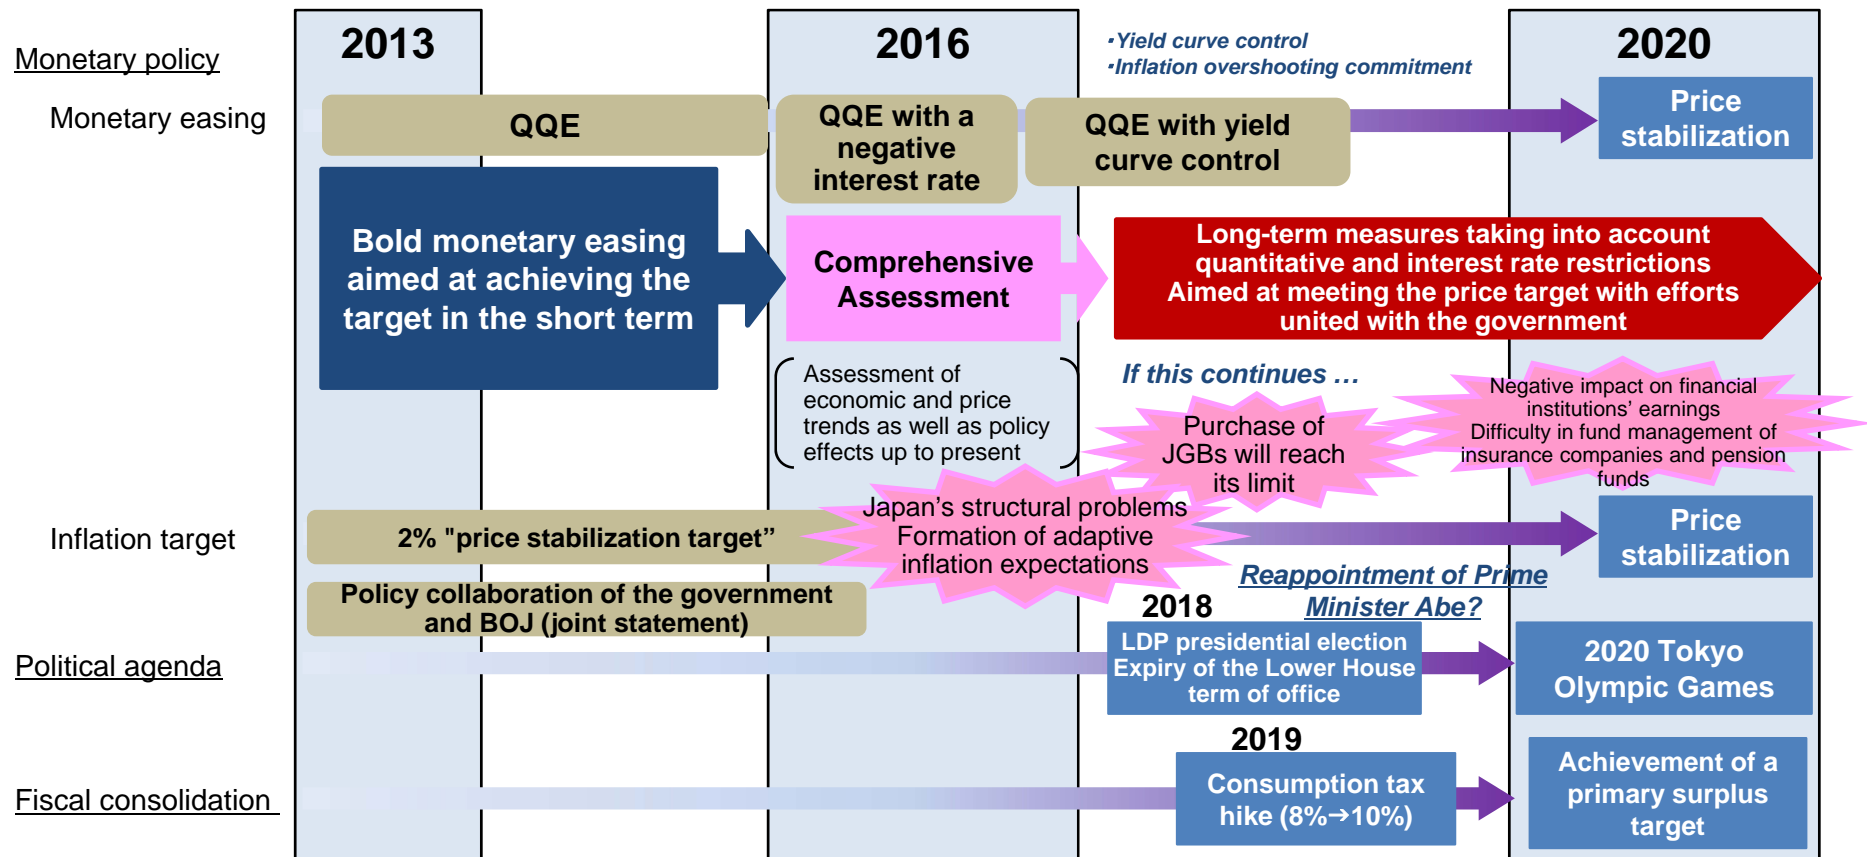 2013
2016
2020
Monetary policy
・Yield curve control
・Inflation overshooting commitment
Monetary easing
QQE
QQE with a
negative
interest rate
QQE with yield
curve control
Price
stabilization
Bold monetary easing
aimed at achieving the
target in the short term
Comprehensive
Assessment
Long-term measures taking into account
quantitative and interest rate restrictions
Aimed at meeting the price target with efforts
united with the government
Assessment of
economic and price
trends as well as policy
effects up to present
If this continues …
Purchase of
JGBs will reach
its limit
Negative impact on financial
institutions’ earnings
Difficulty in fund management of
insurance companies and pension
funds
Inflation target
2% "price stabilization target”
Japan’s structural problems
Formation of adaptive
inflation expectations
Price
stabilization
Policy collaboration of the government
and BOJ (joint statement)
Reappointment of Prime
Minister Abe?
Political agenda
2018
LDP presidential election
Expiry of the Lower House
term of office
2020 Tokyo
Olympic Games
Fiscal consolidation
2019
Consumption tax
hike (8%→10%)
Achievement of a
primary surplus
target